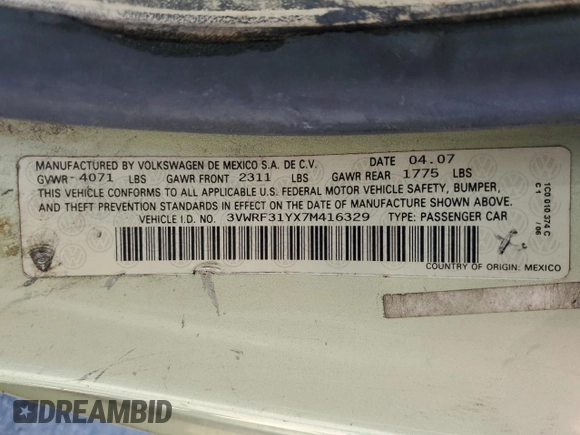 MANUFACTURED BY VOLKSWAGEN DE MEXICO S.A. DE C.V. DATE 04.07
GVWR- 4071 LBS GAWR FRONT 2311 LBS GAWR REAR 1775 LBS
THIS VEHICLE CONFORMS TO ALL APPLICABLE U.S. FEDERAL MOTOR VEHICLE SAFETY, BUMPER,
AND THEFT PREVENTION STANDARDS IN EFFECT ON THE DATE OF MANUFACTURE SHOWN ABOVE.
VEHICLE I.D. NO. 3VWRF31YX7M416329 TYPE: PASSENGER CAR
COUNTRY OF ORIGIN: MEXICO
1C0 010 374 C
C1 06
DREAMBID